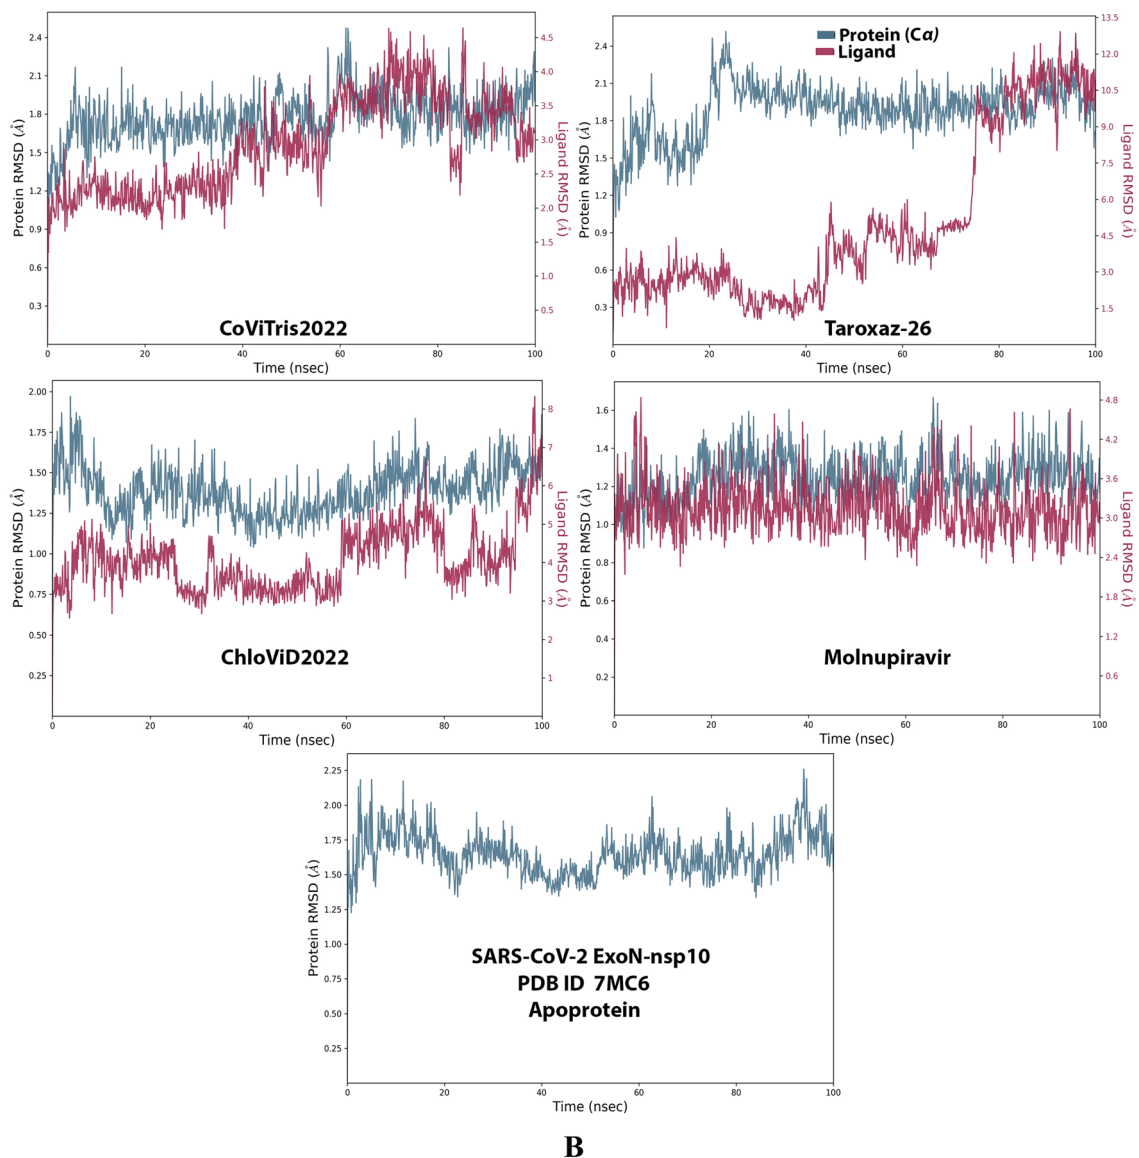 2.4
2.1
1.8
1.5
1.2
0.9
0.6
0.3
Protein RMSD (Å)
4.5
4.0
3.5
3.0
2.5
2.0
1.5
1.0
0.5
Ligand RMSD (Å)
CoViTris2022
0 20 40 60 80 100
Time (nsec)
2.4
2.1
1.8
1.5
1.2
0.9
0.6
0.3
Protein RMSD (Å)
Protein (Cα)
Ligand
13.5
12.0
10.5
9.0
7.5
6.0
4.5
3.0
1.5
Ligand RMSD (Å)
Taroxaz-26
0 20 40 60 80 100
Time (nsec)
2.00
1.75
1.50
1.25
1.00
0.75
0.50
0.25
Protein RMSD (Å)
8
7
6
5
4
3
2
1
Ligand RMSD (Å)
ChloViD2022
0 20 40 60 80 100
Time (nsec)
1.6
1.4
1.2
1.0
0.8
0.6
0.4
0.2
Protein RMSD (Å)
4.8
4.2
3.6
3.0
2.4
1.8
1.2
0.6
Ligand RMSD (Å)
Molnupiravir
0 20 40 60 80 100
Time (nsec)
2.25
2.00
1.75
1.50
1.25
1.00
0.75
0.50
0.25
Protein RMSD (Å)
SARS-CoV-2 ExoN-nsp10
PDB ID 7MC6
Apoprotein
0 20 40 60 80 100
Time (nsec)
B